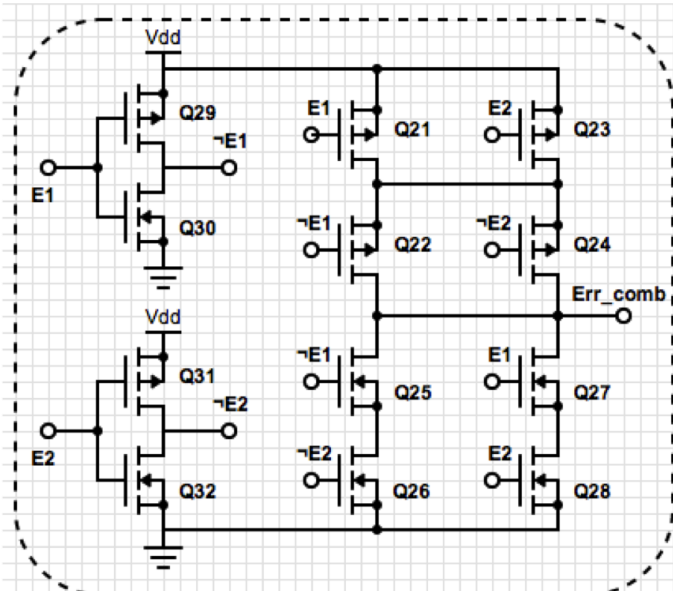 Vdd
Q29
¬E1
E1
Q30
E1
Q21
E2
Q23
¬E1
Q22
¬E2
Q24
Err_comb
Vdd
Q31
¬E2
E2
Q32
¬E1
Q25
E1
Q27
¬E2
Q26
E2
Q28